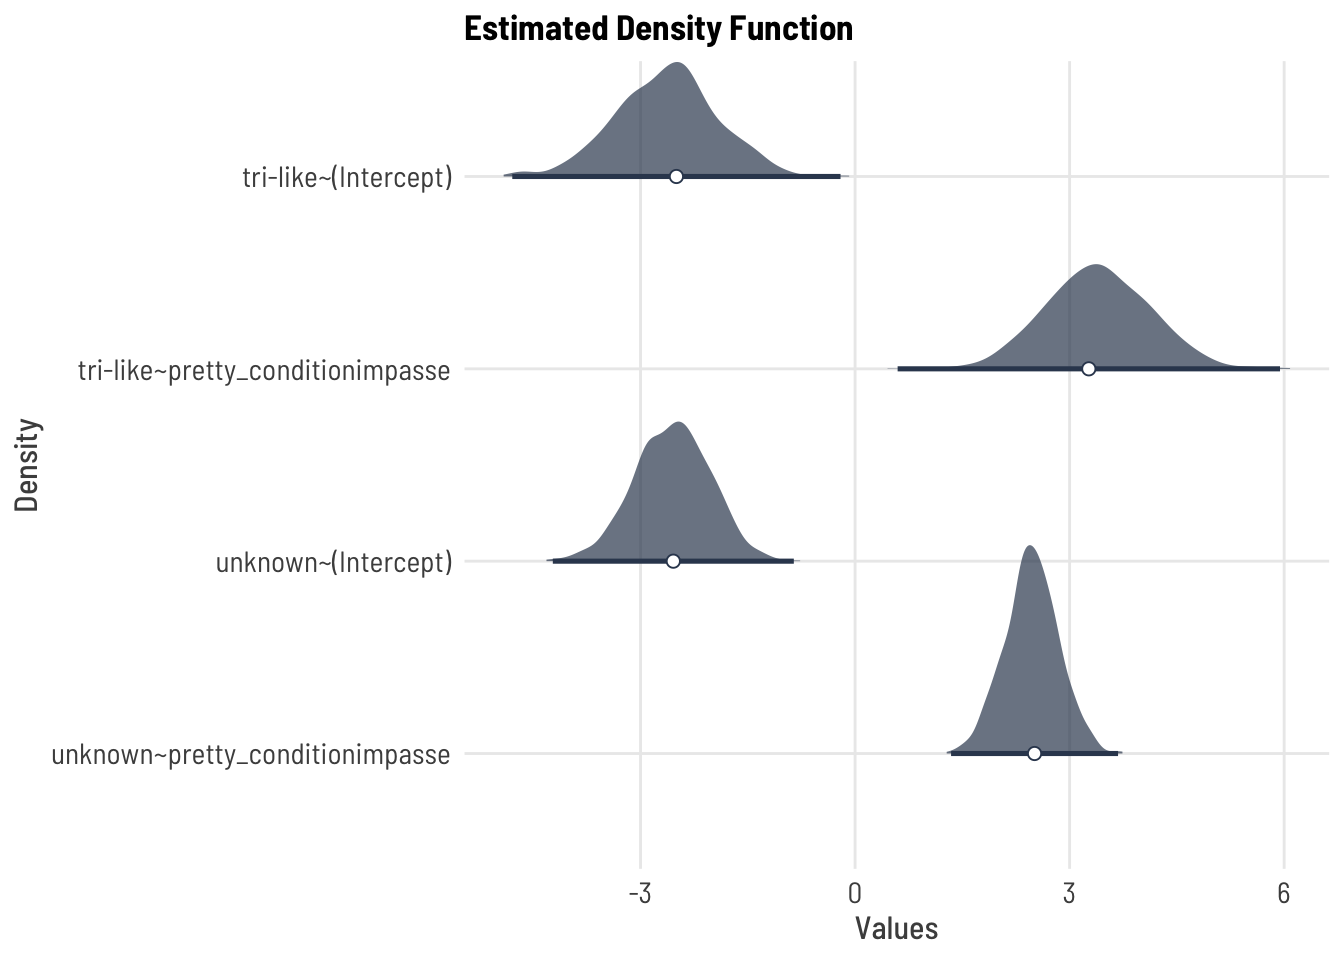 Estimated Density Function
tri-like~(Intercept)
tri-like~pretty_conditionimpasse
unknown~(Intercept)
unknown~pretty_conditionimpasse
Density
-3
0
3
6
Values